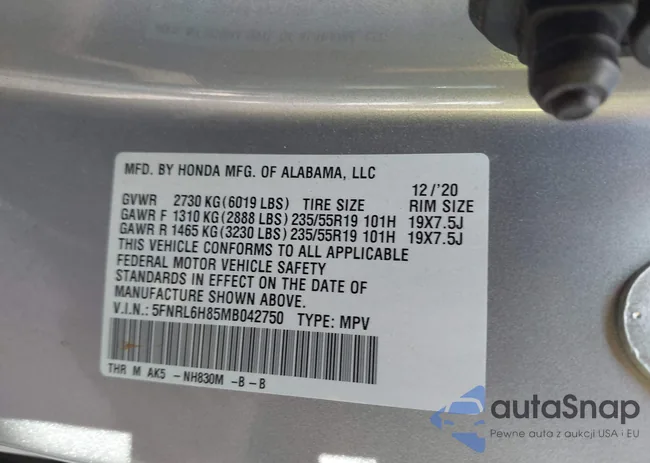 MFD. BY HONDA MFG. OF ALABAMA, LLC
12/'20
GVWR 2730 KG(6019 LBS) TIRE SIZE RIM SIZE
GAWR F 1310 KG(2888 LBS)235/55R19 101H 19X7.5J
GAWR R 1465 KG(3230 LBS)235/55R19 101H 19X7.5J
THIS VEHICLE CONFORMS TO ALL APPLICABLE
FEDERAL MOTOR VEHICLE SAFETY
STANDARDS IN EFFECT ON THE DATE OF
MANUFACTURE SHOWN ABOVE.
V.I.N.: 5FNRL6H85MB042750 TYPE: MPV
THR M AK5 -NH830M -B-B
autaSnap
Pewne auta z aukcji USA i EU